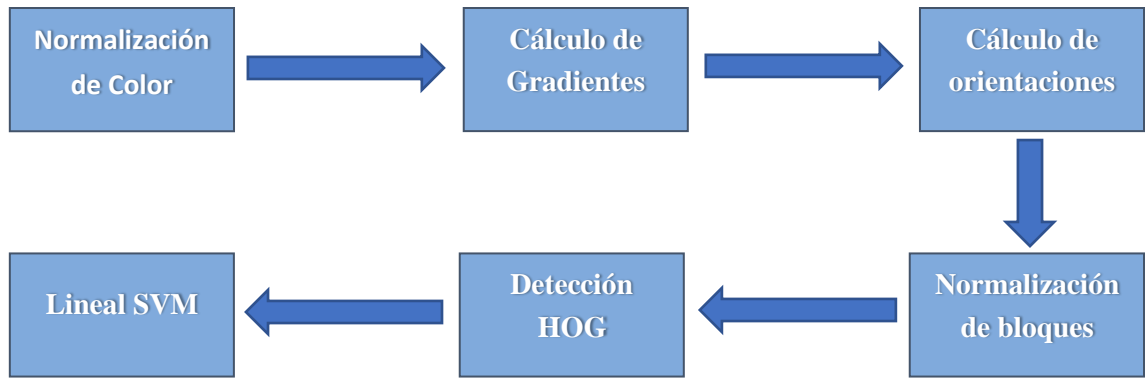 Normalización
de Color
Cálculo de
Gradientes
Cálculo de
orientaciones
Normalización
de bloques
Detección
HOG
Lineal SVM